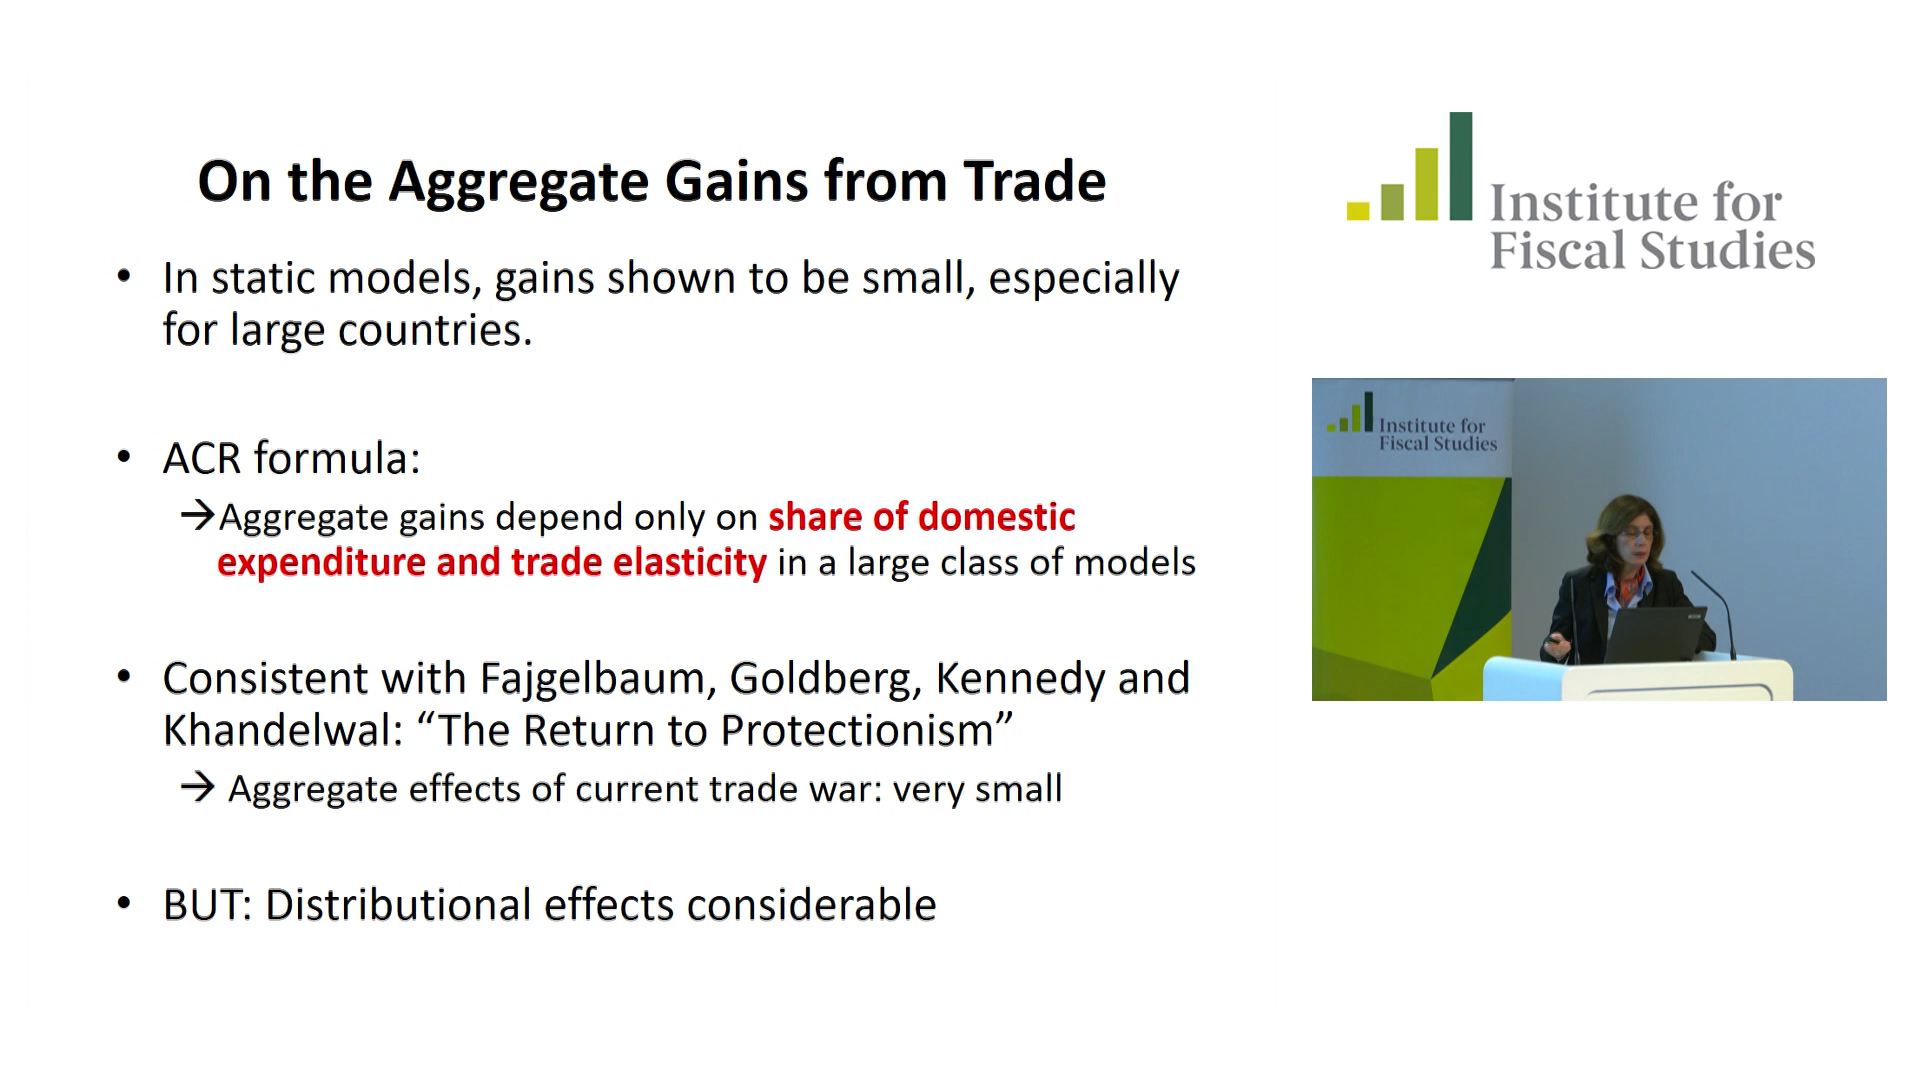 On the Aggregate Gains from Trade
• In static models, gains shown to be small, especially
for large countries.
• ACR formula:
→Aggregate gains depend only on share of domestic
expenditure and trade elasticity in a large class of models
• Consistent with Fajgelbaum, Goldberg, Kennedy and
Khandelwal: “The Return to Protectionism”
→ Aggregate effects of current trade war: very small
• BUT: Distributional effects considerable
Institute for
Fiscal Studies
Institute for
Fiscal Studies